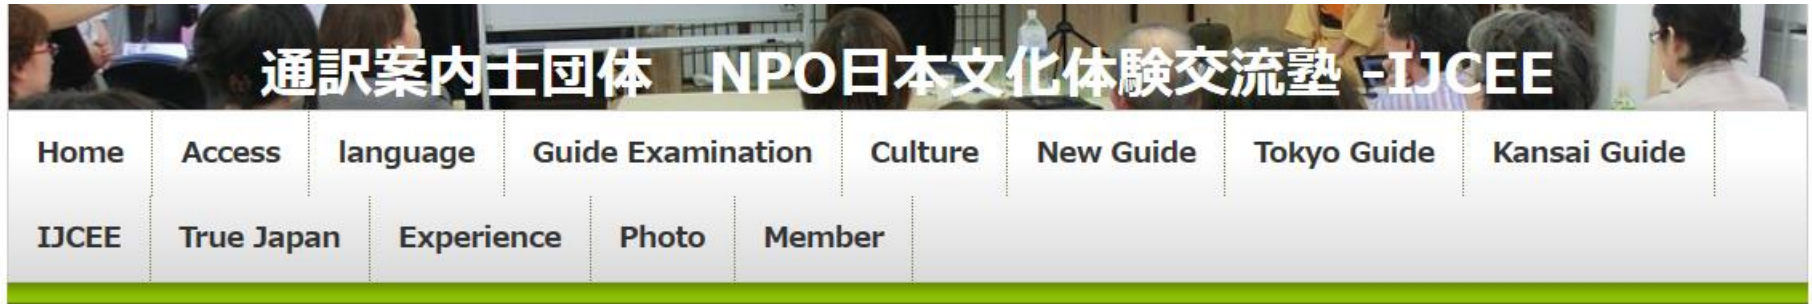 通訳案内士団体　NPO日本文化体験交流塾 -IJCEE
Home Access language Guide Examination Culture New Guide Tokyo Guide Kansai Guide
IJCEE True Japan Experience Photo Member